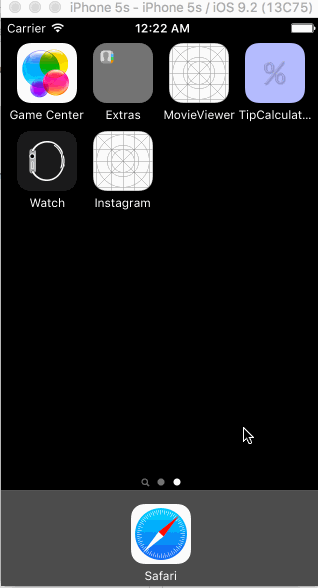 iPhone 5s - iPhone 5s / iOS 9.2 (13C75)
Carrier 12:22 AM
Game Center Extras MovieViewer TipCalculat...
%
Watch Instagram
Safari